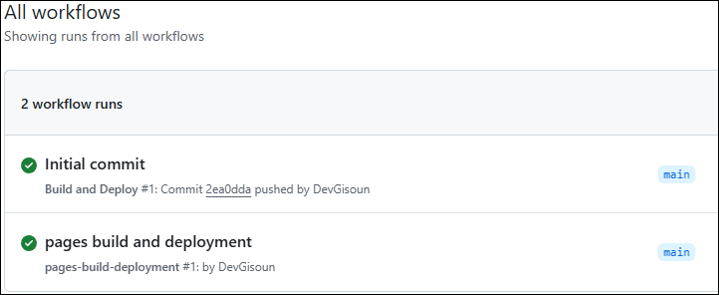 All workflows
Showing runs from all workflows
2 workflow runs
Initial commit
main
Build and Deploy #1: Commit 2ea0dda pushed by DevGisoun
pages build and deployment
main
pages-build-deployment #1: by DevGisoun